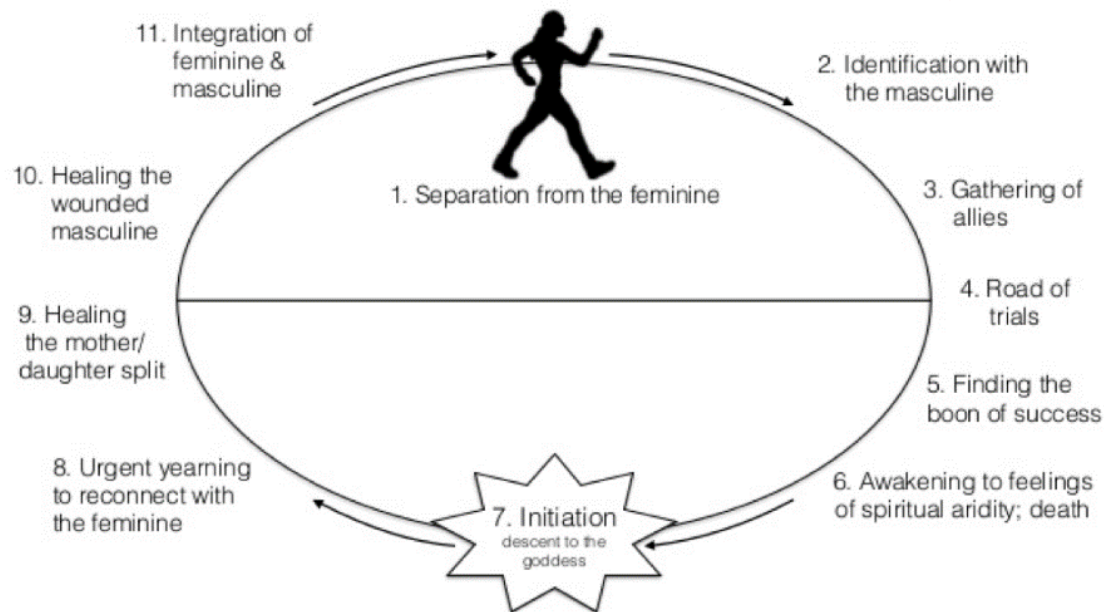 1. Separation from the feminine
2. Identification with
the masculine
3. Gathering of
allies
4. Road of
trials
5. Finding the
boon of success
6. Awakening to feelings
of spiritual aridity; death
7. Initiation
descent to the
goddess
8. Urgent yearning
to reconnect with
the feminine
9. Healing
the mother/
daughter split
10. Healing the
wounded
masculine
11. Integration of
feminine &
masculine